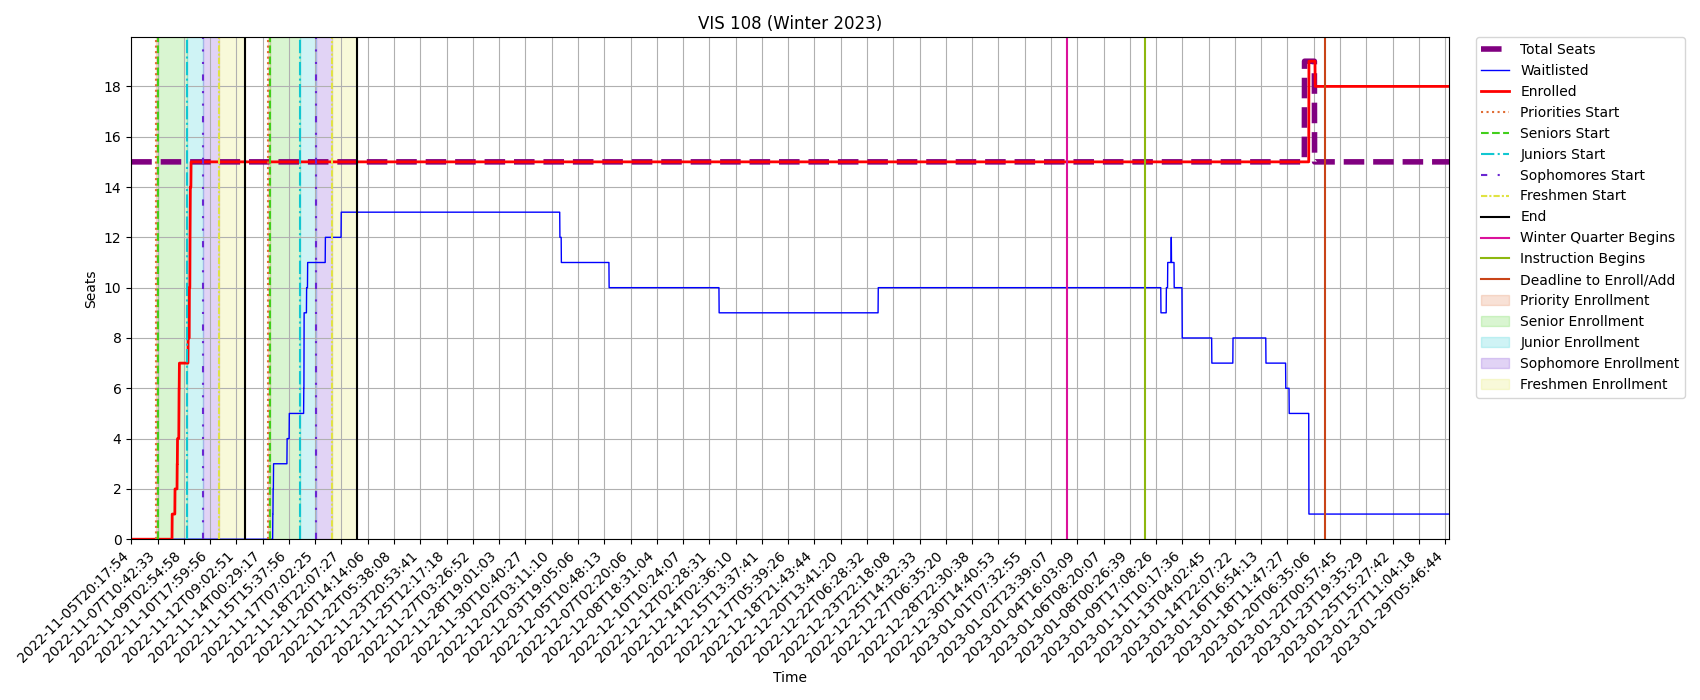 VIS 108 (Winter 2023)
Seats
18
16
14
12
10
8
6
4
2
0
2022-11-05T20:17:54
2022-11-07T10:42:33
2022-11-09T02:54:58
2022-11-10T17:59:56
2022-11-12T09:02:51
2022-11-14T00:29:17
2022-11-15T15:37:56
2022-11-17T07:02:25
2022-11-18T22:07:27
2022-11-20T14:14:06
2022-11-22T05:38:08
2022-11-23T20:53:41
2022-11-25T12:17:18
2022-11-27T03:26:52
2022-11-28T19:01:03
2022-11-30T10:40:27
2022-12-02T03:11:10
2022-12-03T19:05:06
2022-12-05T10:48:13
2022-12-07T02:20:06
2022-12-08T18:31:04
2022-12-10T10:24:07
2022-12-12T02:28:31
2022-12-14T02:36:10
2022-12-15T15:37:41
2022-12-17T05:39:26
2022-12-18T21:43:44
2022-12-20T13:41:20
2022-12-22T06:28:32
2022-12-23T22:18:08
2022-12-25T14:32:33
2022-12-27T06:35:20
2022-12-28T22:30:38
2022-12-30T14:40:53
2023-01-01T07:32:55
2023-01-02T23:39:07
2023-01-04T16:03:09
2023-01-06T08:20:07
2023-01-08T00:26:39
2023-01-09T17:08:26
2023-01-11T10:17:36
2023-01-13T04:02:45
2023-01-14T22:07:22
2023-01-16T16:54:13
2023-01-18T11:47:27
2023-01-20T06:35:06
2023-01-22T00:57:45
2023-01-23T19:35:29
2023-01-25T15:27:42
2023-01-27T11:04:18
2023-01-29T05:46:44
Time
Total Seats
Waitlisted
Enrolled
Priorities Start
Seniors Start
Juniors Start
Sophomores Start
Freshmen Start
End
Winter Quarter Begins
Instruction Begins
Deadline to Enroll/Add
Priority Enrollment
Senior Enrollment
Junior Enrollment
Sophomore Enrollment
Freshmen Enrollment